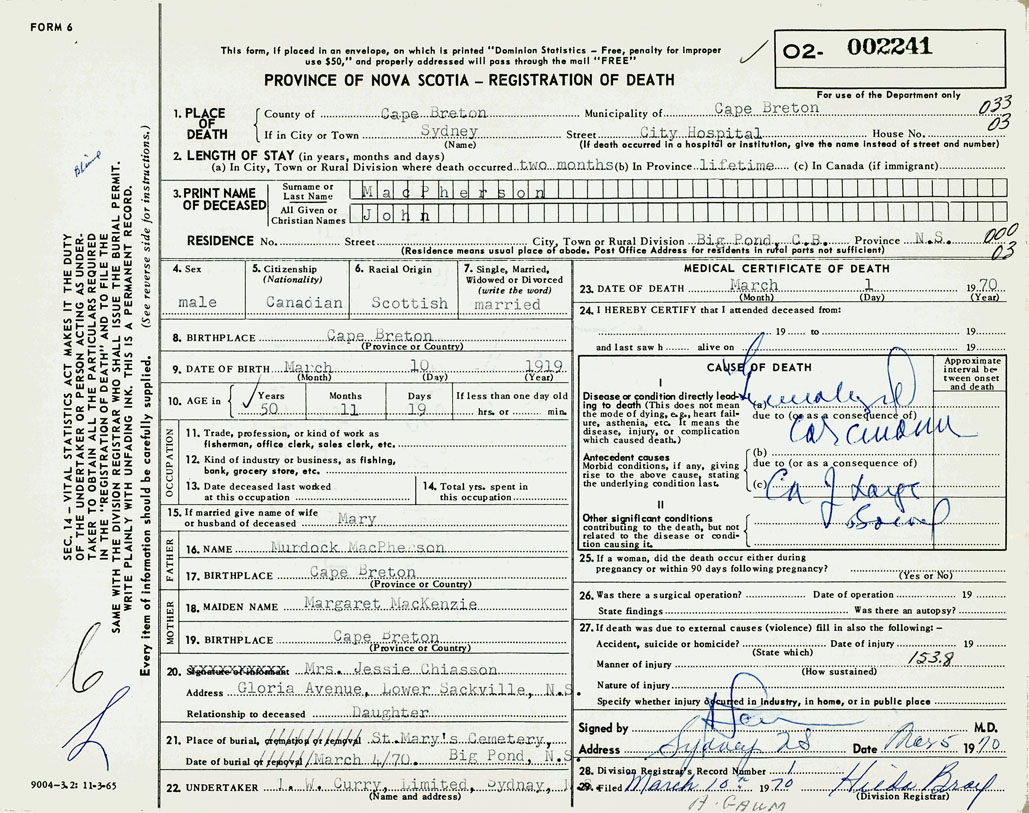 FORM 6
This form, if placed in an envelope, on which is printed "Dominion Statistics – Free, penalty for improper
use $50," and properly addressed will pass through the mail "FREE"
O2- 002241
For use of the Department only
PROVINCE OF NOVA SCOTIA – REGISTRATION OF DEATH
SEC. 14 – VITAL STATISTICS ACT MAKES IT THE DUTY
OF THE UNDERTAKER OR PERSON ACTING AS UNDER-
TAKER TO OBTAIN ALL THE PARTICULARS REQUIRED
IN THE "REGISTRATION OF DEATH" AND TO FILE THE
SAME WITH THE DIVISION REGISTRAR WHO SHALL ISSUE THE BURIAL PERMIT.
WRITE PLAINLY WITH UNFADING INK. THIS IS A PERMANENT RECORD.
Every item of information should be carefully supplied. (See reverse side for instructions.)
1. PLACE OF DEATH
County of Cape Breton Municipality of Cape Breton 033
If in City or Town Sydney Street City Hospital House No. 03
(Name) (If death occurred in a hospital or institution, give the name instead of street and number)
2. LENGTH OF STAY (in years, months and days)
(a) In City, Town or Rural Division where death occurred two months (b) In Province lifetime (c) In Canada (if immigrant)
3. PRINT NAME OF DECEASED
Surname or Last Name MacPherson
All Given or Christian Names John
RESIDENCE No. Street City, Town or Rural Division Big Pond, C.B. Province N.S. 000
(Residence means usual place of abode. Post Office Address for residents in rural parts not sufficient) 03
4. Sex
male
5. Citizenship
(Nationality)
Canadian
6. Racial Origin
Scottish
7. Single, Married,
Widowed or Divorced
(write the word)
married
8. BIRTHPLACE Cape Breton
(Province or Country)
9. DATE OF BIRTH March 10 1919
(Month) (Day) (Year)
10. AGE in Years Months Days If less than one day old
50 11 19 hrs. or min.
OCCUPATION
11. Trade, profession, or kind of work as
fisherman, office clerk, sales clerk, etc.
12. Kind of industry or business, as fishing,
bank, grocery store, etc.
13. Date deceased last worked
at this occupation
14. Total yrs. spent in
this occupation
15. If married give name of wife
or husband of deceased Mary
FATHER
16. NAME Murdock MacPherson
17. BIRTHPLACE Cape Breton
(Province or Country)
MOTHER
18. MAIDEN NAME Margaret MacKenzie
19. BIRTHPLACE Cape Breton
(Province or Country)
20. Signature of Informant Mrs. Jessie Chiasson
Address Gloria Avenue, Lower Sackville, N.S.
Relationship to deceased Daughter
21. Place of burial, cremation or removal St.Mary's Cemetery,
Date of burial or removal March 4/70. Big Pond, N.S.
22. UNDERTAKER T. W. Curry, Limited, Sydney,
(Name and address)
9004-3.2: 11-3-65
MEDICAL CERTIFICATE OF DEATH
23. DATE OF DEATH March 1 1970
(Month) (Day) (Year)
24. I HEREBY CERTIFY that I attended deceased from:
19 to 19
and last saw h alive on 19
CAUSE OF DEATH
Approximate
interval be-
tween onset
and death
I
Disease or condition directly lead-
ing to death (This does not mean
the mode of dying, e.g., heart fail-
ure, asthenia, etc. It means the
disease, injury, or complication
which caused death.)
(a)
due to (or as a consequence of)
Antecedent causes
Morbid conditions, if any, giving
rise to the above cause, stating
the underlying condition last.
(b)
due to (or as a consequence of)
(c) Ca of Large
Bowel
II
Other significant conditions
contributing to the death, but not
related to the disease or condi-
tion causing it.
25. If a woman, did the death occur either during
pregnancy or within 90 days following pregnancy?
(Yes or No)
26. Was there a surgical operation? Date of operation 19
State findings Was there an autopsy?
27. If death was due to external causes (violence) fill in also the following:–
Accident, suicide or homicide? Date of injury 19
(State which)
Manner of injury 153.8
(How sustained)
Nature of injury
Specify whether injury occurred in industry, in home, or in public place
Signed by M.D.
Address Sydney NS Date Mar 5 1970
28. Division Registrar's Record Number 1
29. Filed March 10th 1970 Hilda Bray
(Division Registrar)